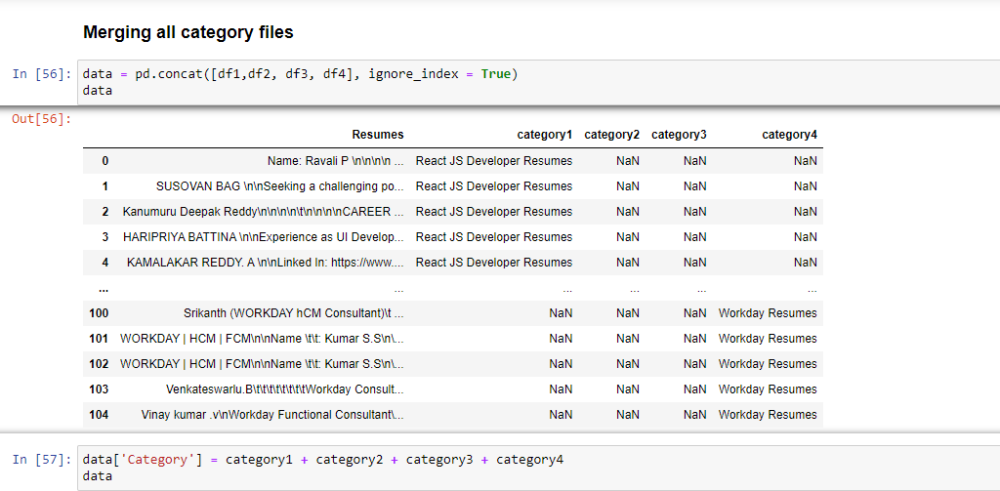 Merging all category files
In [56]: data = pd.concat([df1,df2, df3, df4], ignore_index = True)
data
Out[56]:
Resumes category1 category2 category3 category4
0 Name: Ravali P \n\n\n\n ... React JS Developer Resumes NaN NaN NaN
1 SUSOVAN BAG \n\nSeeking a challenging po... React JS Developer Resumes NaN NaN NaN
2 Kanumuru Deepak Reddy\n\n\n\n\t\n\n\n\nCAREER ... React JS Developer Resumes NaN NaN NaN
3 HARIPRIYA BATTINA \n\nExperience as UI Develop... React JS Developer Resumes NaN NaN NaN
4 KAMALAKAR REDDY. A \n\nLinked In: https://www.... React JS Developer Resumes NaN NaN NaN
... ... ... ... ... ...
100 Srikanth (WORKDAY hCM Consultant)\t ... NaN NaN NaN Workday Resumes
101 WORKDAY | HCM | FCM\n\nName \t\t: Kumar S.S\n\... NaN NaN NaN Workday Resumes
102 WORKDAY | HCM | FCM\n\nName \t\t: Kumar S.S\n\... NaN NaN NaN Workday Resumes
103 Venkateswarlu.B\t\t\t\t\t\t\tWorkday Consult... NaN NaN NaN Workday Resumes
104 Vinay kumar .v\nWorkday Functional Consultant\... NaN NaN NaN Workday Resumes
In [57]: data['Category'] = category1 + category2 + category3 + category4
data